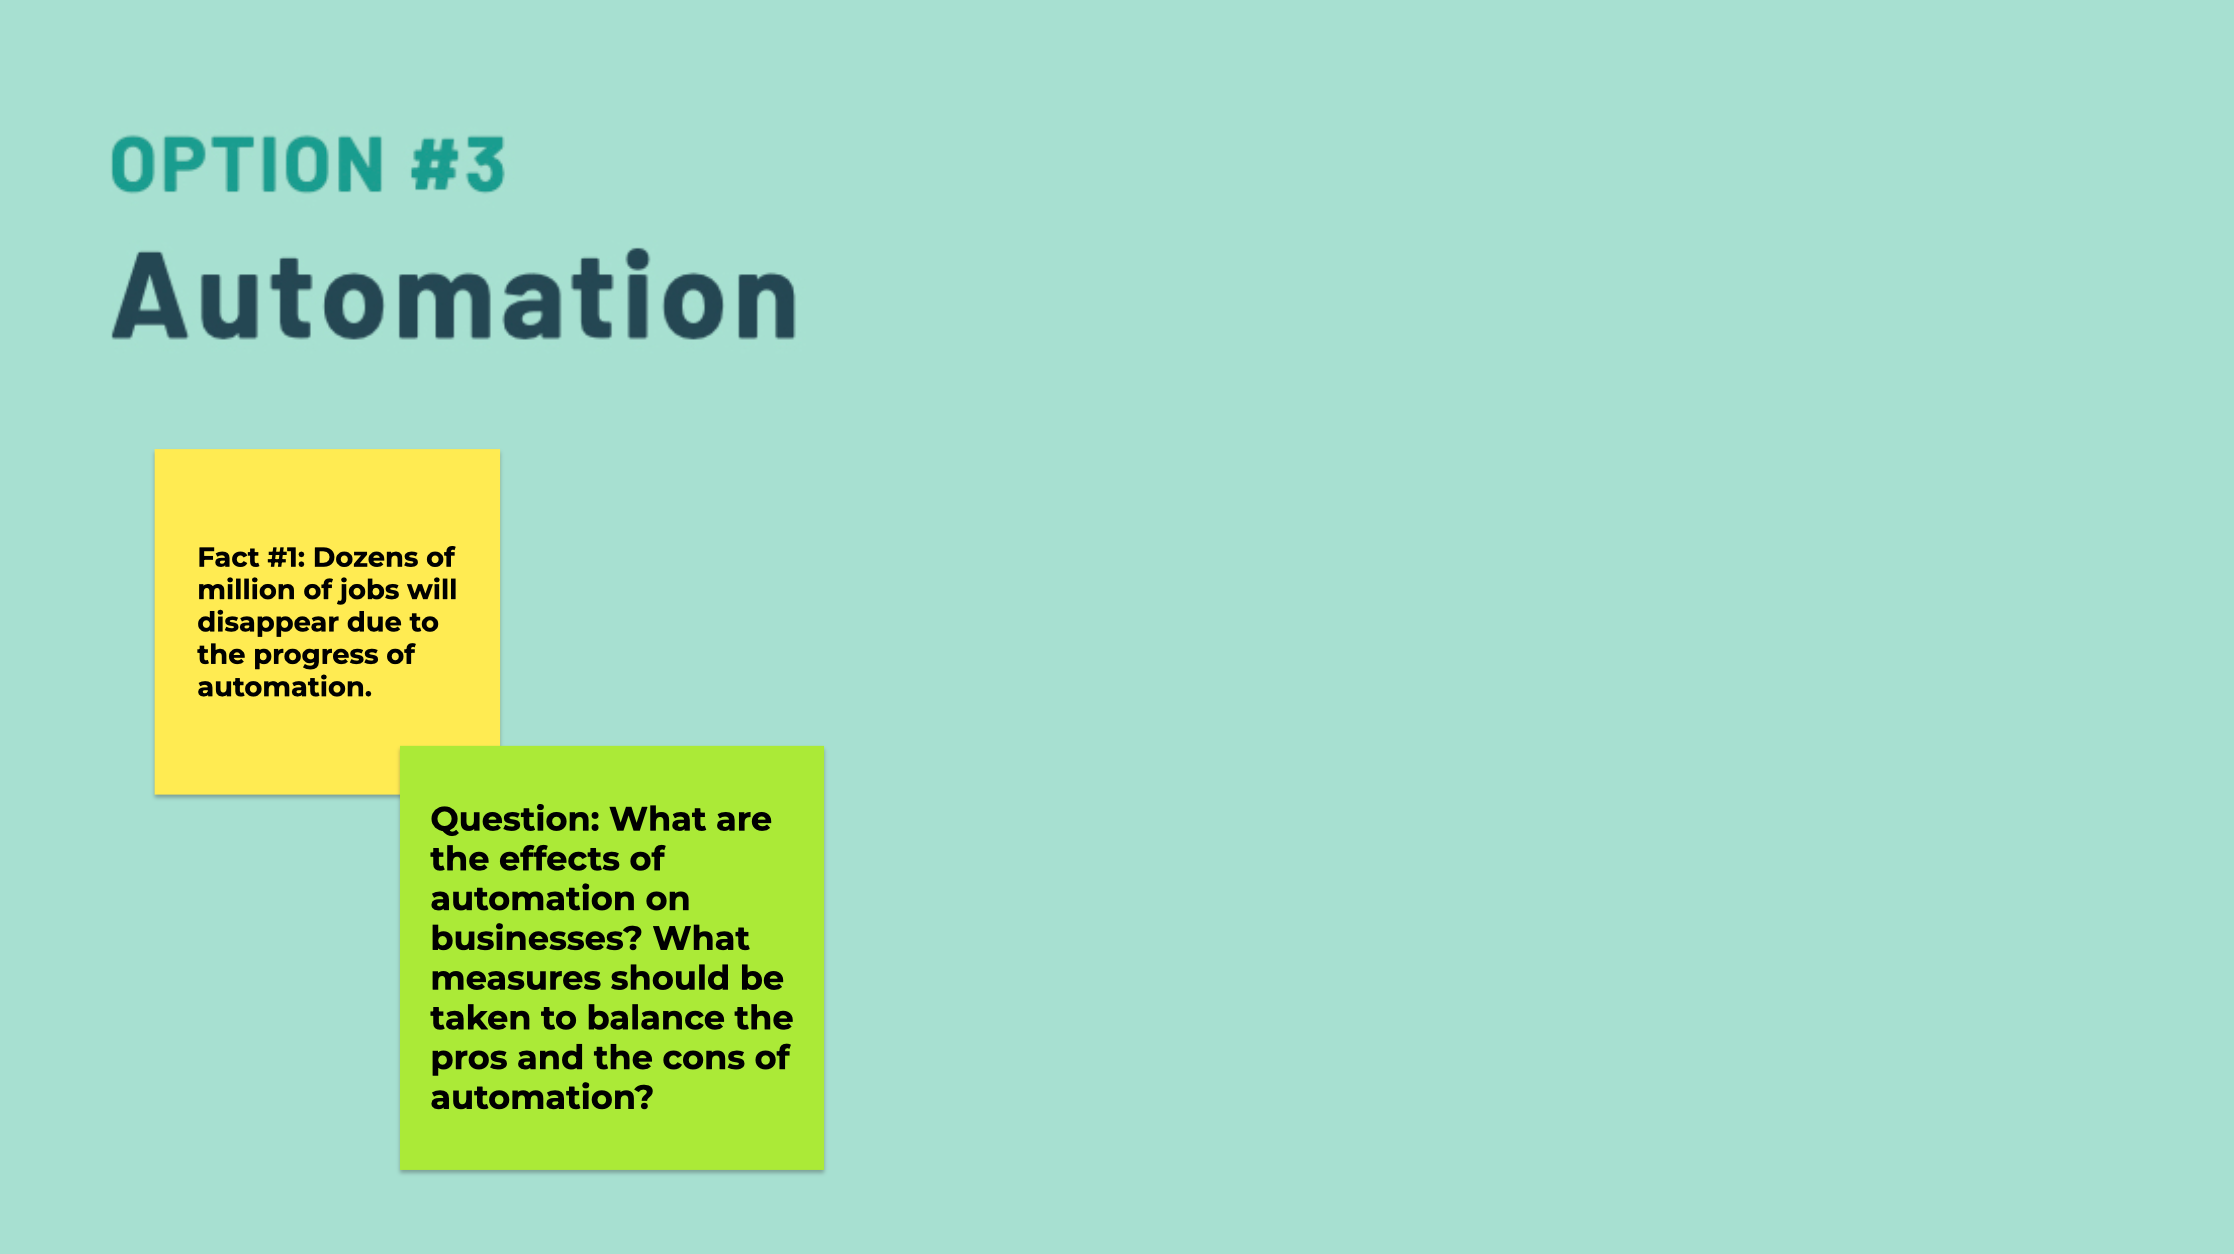 OPTION #3
Automation
Fact #1: Dozens of
million of jobs will
disappear due to
the progress of
automation.
Question: What are
the effects of
automation on
businesses? What
measures should be
taken to balance the
pros and the cons of
automation?